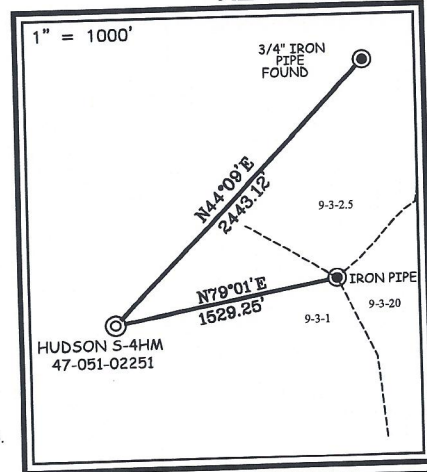 1" = 1000'
3/4" IRON
PIPE
FOUND
N44°09'E
2443.12'
9-3-2.5
N79°01'E
1529.25'
IRON PIPE
9-3-20
9-3-1
HUDSON S-4HM
47-051-02251